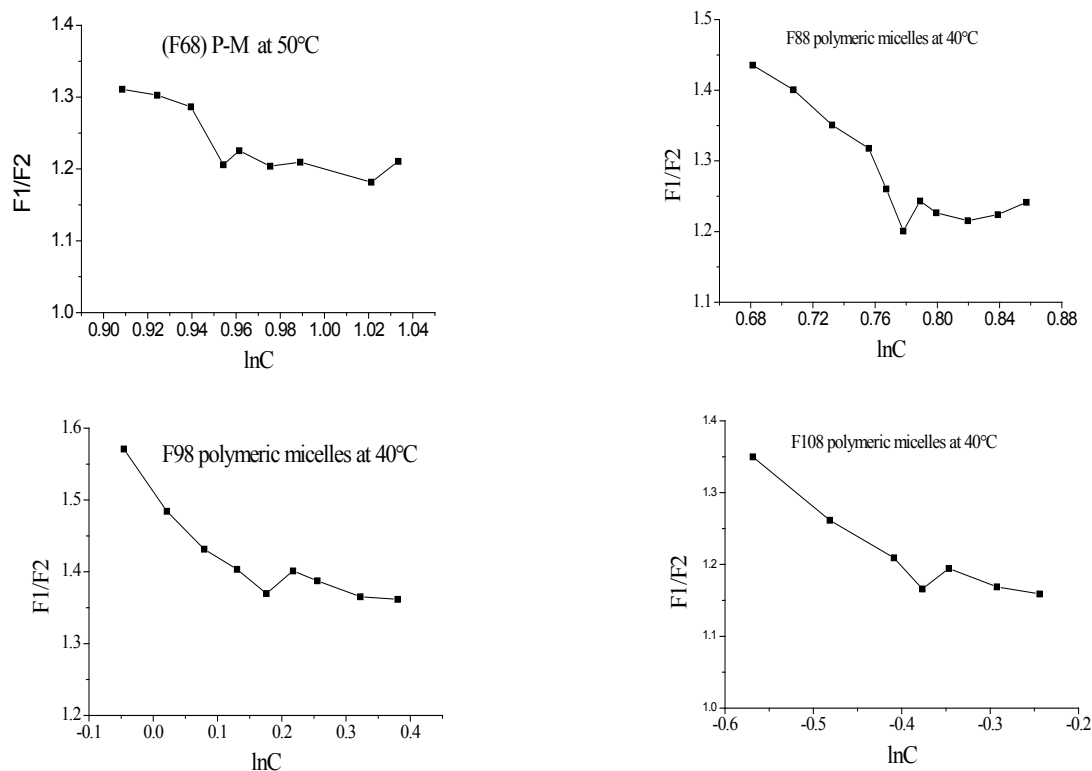 (F68) P-M at 50°C
F1/F2
1.4
1.3
1.2
1.1
1.0
0.90 0.92 0.94 0.96 0.98 1.00 1.02 1.04
lnC
F88 polymeric micelles at 40°C
F1/F2
1.5
1.4
1.3
1.2
1.1
0.68 0.72 0.76 0.80 0.84 0.88
lnC
F98 polymeric micelles at 40°C
F1/F2
1.6
1.5
1.4
1.3
1.2
-0.1 0.0 0.1 0.2 0.3 0.4
lnC
F108 polymeric micelles at 40°C
F1/F2
1.4
1.3
1.2
1.1
1.0
-0.6 -0.5 -0.4 -0.3 -0.2
lnC